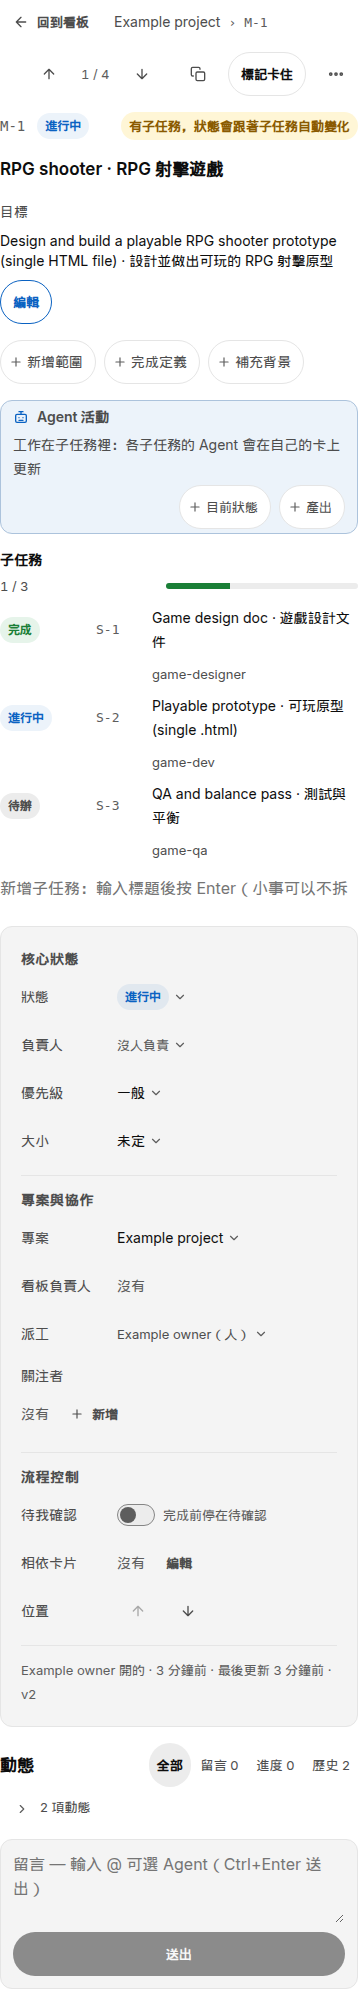 回到看板 Example project › M-1
1 / 4 標記卡住
M-1 進行中 有子任務，狀態會跟著子任務自動變化
RPG shooter · RPG 射擊遊戲
目標
Design and build a playable RPG shooter prototype
(single HTML file) · 設計並做出可玩的 RPG 射擊原型
編輯
+ 新增範圍 + 完成定義 + 補充背景
Agent 活動
工作在子任務裡：各子任務的 Agent 會在自己的卡上
更新
+ 目前狀態 + 產出
子任務
1 / 3
完成 S-1 Game design doc · 遊戲設計文
件
game-designer
進行中 S-2 Playable prototype · 可玩原型
(single .html)
game-dev
待辦 S-3 QA and balance pass · 測試與
平衡
game-qa
新增子任務：輸入標題後按 Enter（小事可以不拆
核心狀態
狀態 進行中
負責人 沒人負責
優先級 一般
大小 未定
專案與協作
專案 Example project
看板負責人 沒有
派工 Example owner（人）
關注者
沒有 + 新增
流程控制
待我確認 完成前停在待確認
相依卡片 沒有 編輯
位置
Example owner 開的 · 3 分鐘前 · 最後更新 3 分鐘前 ·
v2
動態 全部 留言 0 進度 0 歷史 2
2 項動態
留言 — 輸入 @ 可選 Agent（Ctrl+Enter 送
出）
送出